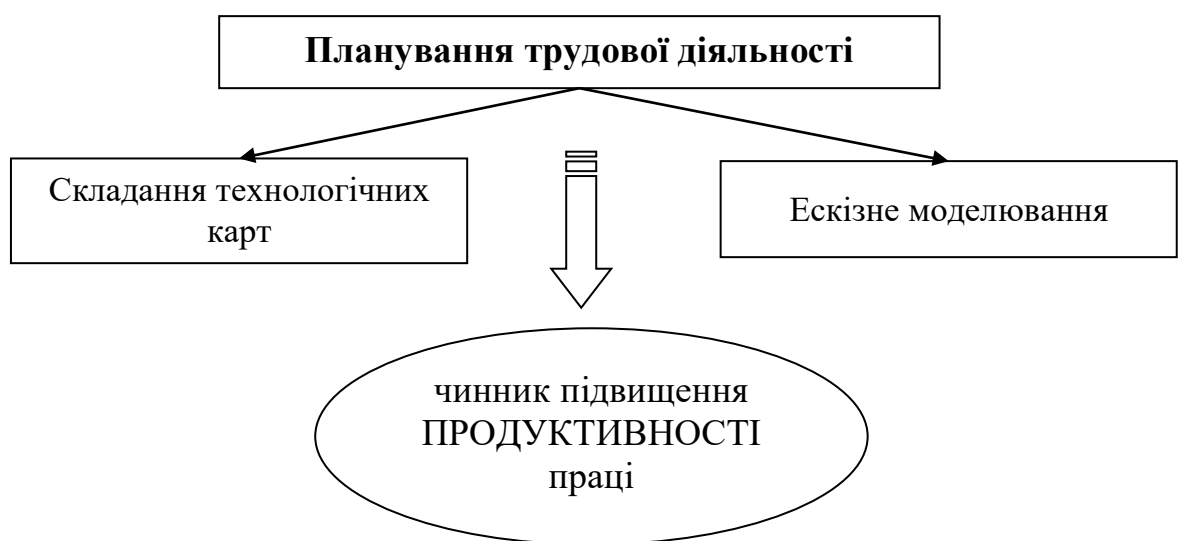 Планування трудової діяльності
Складання технологічних
карт
Ескізне моделювання
чинник підвищення
ПРОДУКТИВНОСТІ
праці